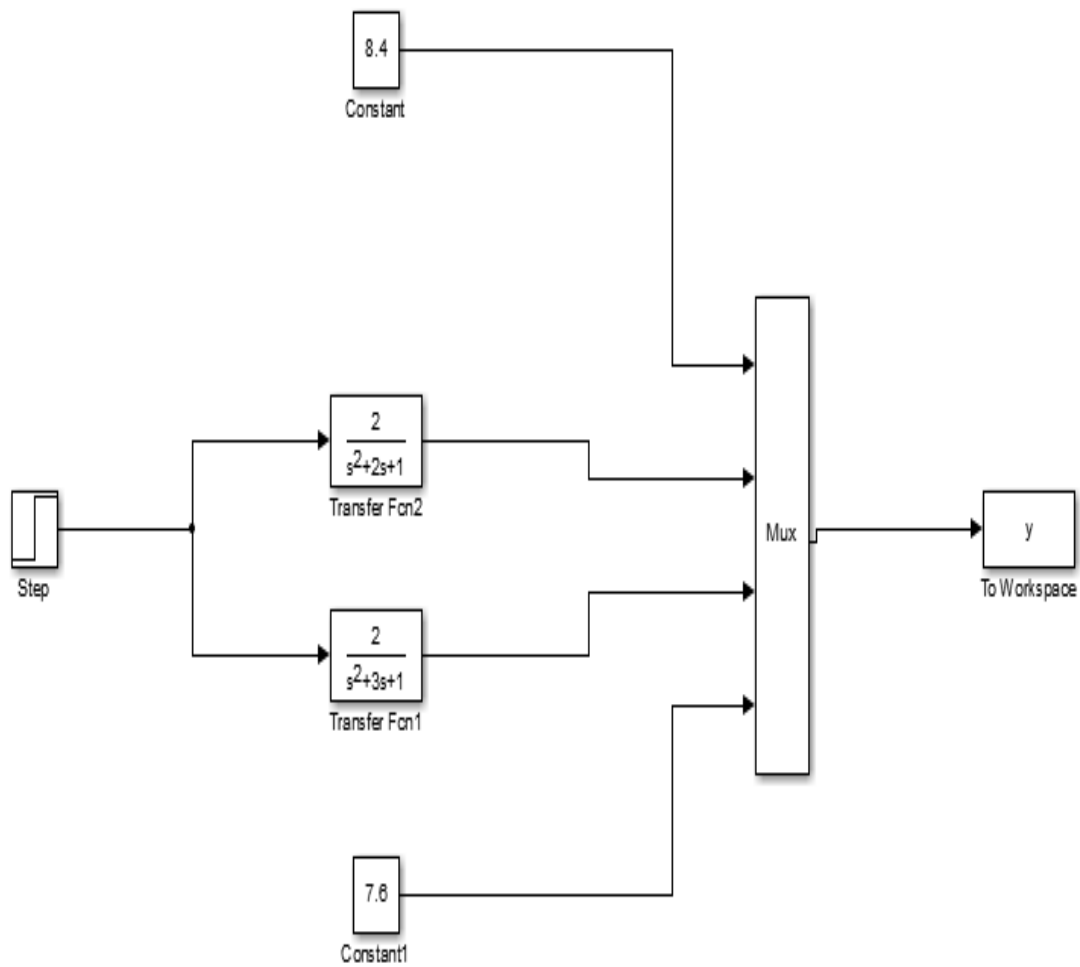 8.4
Constant
2
s²+2s+1
Transfer Fcn2
Step
Mux
y
To Workspace
2
s²+3s+1
Transfer Fcn1
7.6
Constant1